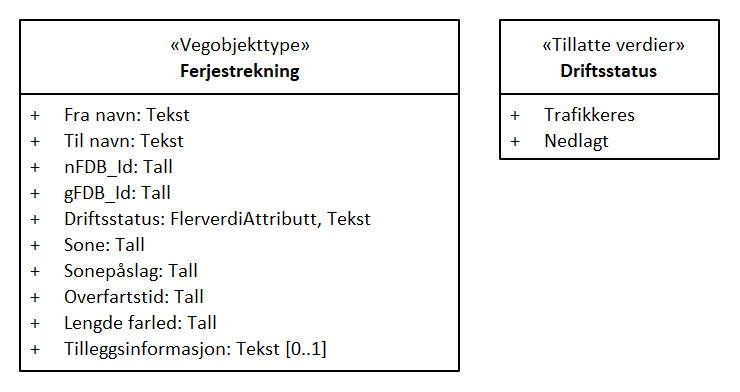 «Vegobjekttype»
Ferjestrekning
+ Fra navn: Tekst
+ Til navn: Tekst
+ nFDB_Id: Tall
+ gFDB_Id: Tall
+ Driftsstatus: FlerverdiAttributt, Tekst
+ Sone: Tall
+ Sonepåslag: Tall
+ Overfartstid: Tall
+ Lengde farled: Tall
+ Tilleggsinformasjon: Tekst [0..1]
«Tillatte verdier»
Driftsstatus
+ Trafikkeres
+ Nedlagt